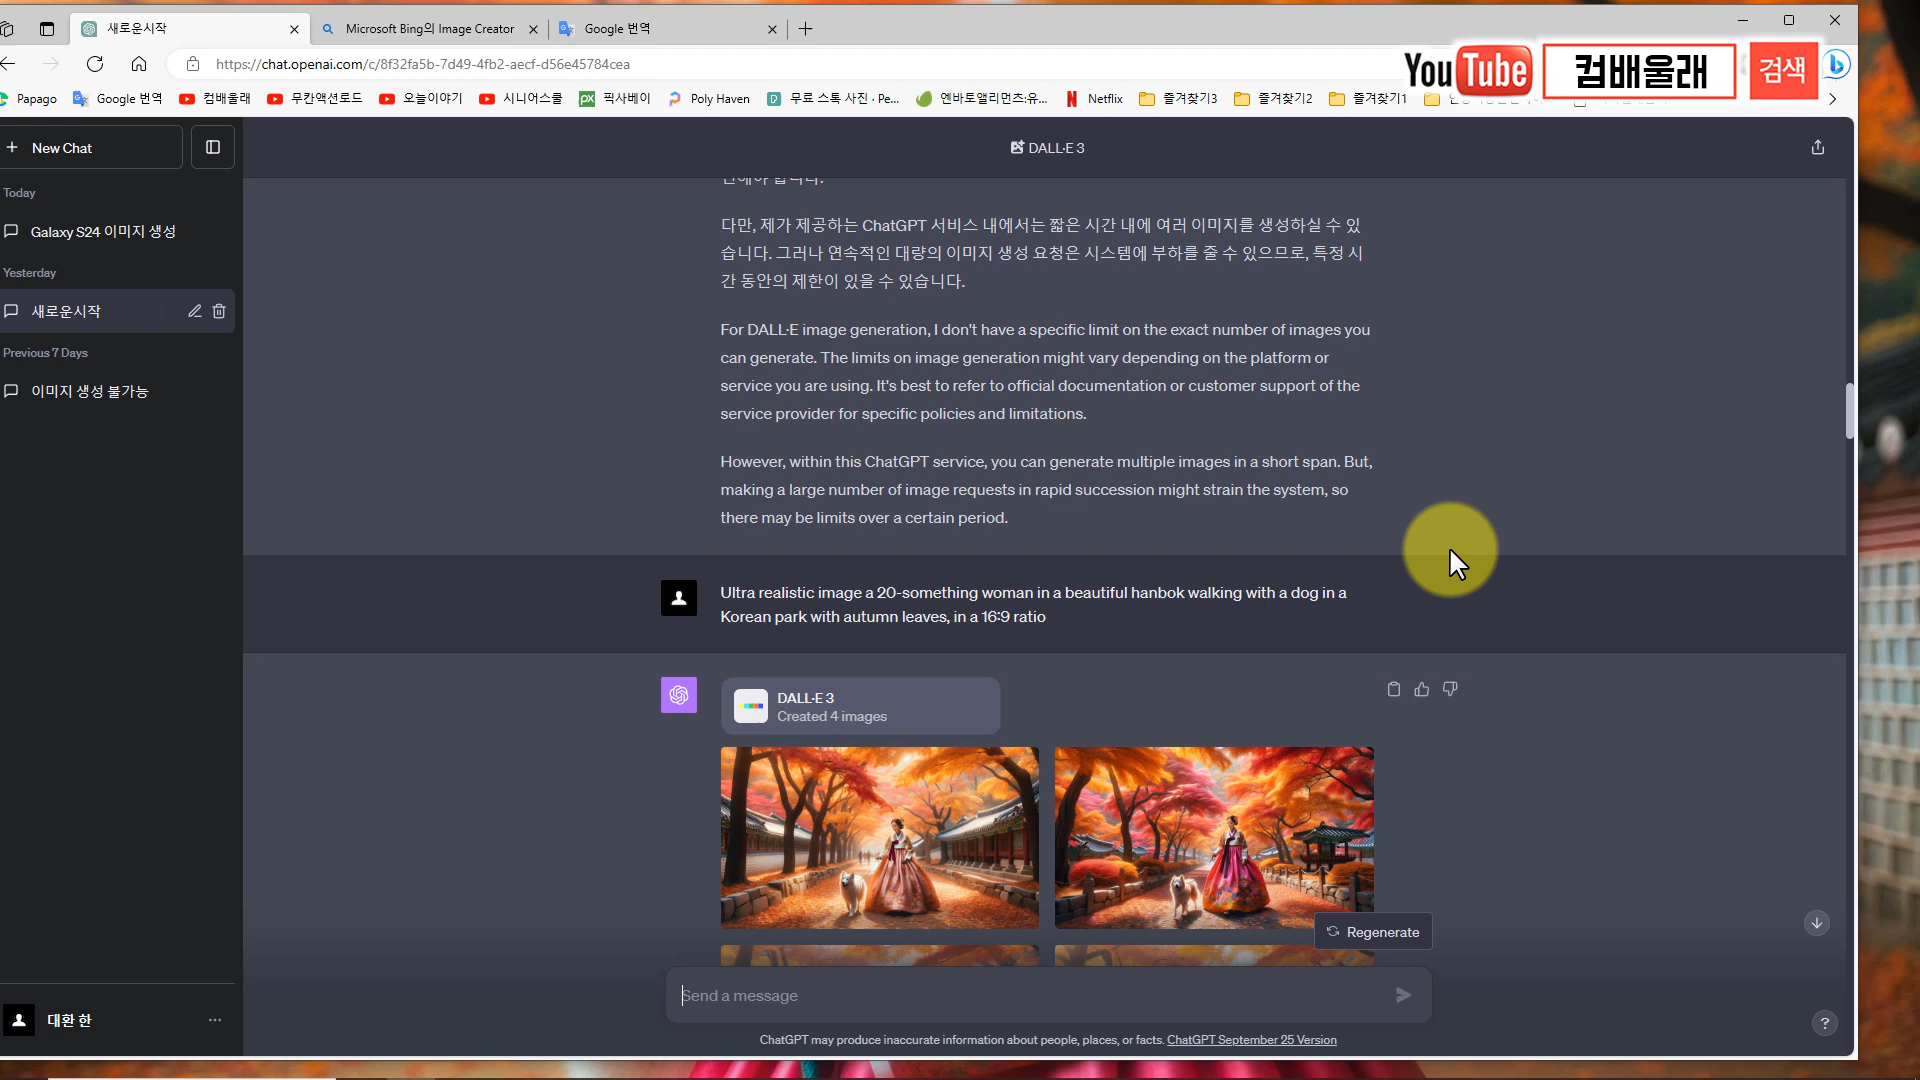 새로운시작
Microsoft Bing의 Image Creator
Google 번역
https://chat.openai.com/c/8f32fa5b-7d49-4fb2-aecf-d56e45784cea
YouTube 컴배울래 검색
Papago
Google 번역
컴배울래
무칸액션로드
오늘이야기
시니어스쿨
픽사베이
Poly Haven
무료 스톡 사진 · Pe...
엔바토엘리먼츠;유...
Netflix
즐겨찾기3
즐겨찾기2
즐겨찾기1
New Chat
DALL·E 3
Today
Galaxy S24 이미지 생성
Yesterday
새로운시작
Previous 7 Days
이미지 생성 불가능
다만, 제가 제공하는 ChatGPT 서비스 내에서는 짧은 시간 내에 여러 이미지를 생성하실 수 있
습니다. 그러나 연속적인 대량의 이미지 생성 요청은 시스템에 부하를 줄 수 있으므로, 특정 시
간 동안의 제한이 있을 수 있습니다.
For DALL·E image generation, I don't have a specific limit on the exact number of images you
can generate. The limits on image generation might vary depending on the platform or
service you are using. It's best to refer to official documentation or customer support of the
service provider for specific policies and limitations.
However, within this ChatGPT service, you can generate multiple images in a short span. But,
making a large number of image requests in rapid succession might strain the system, so
there may be limits over a certain period.
Ultra realistic image a 20-something woman in a beautiful hanbok walking with a dog in a
Korean park with autumn leaves, in a 16:9 ratio
DALL·E 3
Created 4 images
Regenerate
Send a message
대환 한
ChatGPT may produce inaccurate information about people, places, or facts. ChatGPT September 25 Version
?